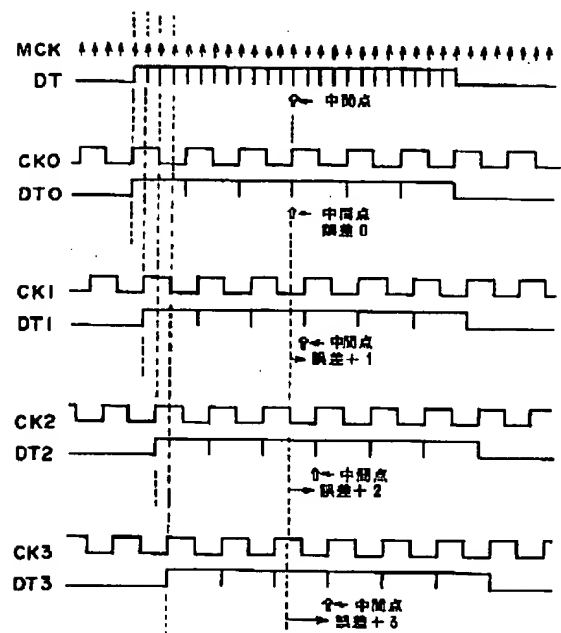 MCK
DT
中間点
CK0
DT0
中間点
誤差0
CK1
DT1
中間点
誤差+1
CK2
DT2
中間点
誤差+2
CK3
DT3
中間点
誤差+3